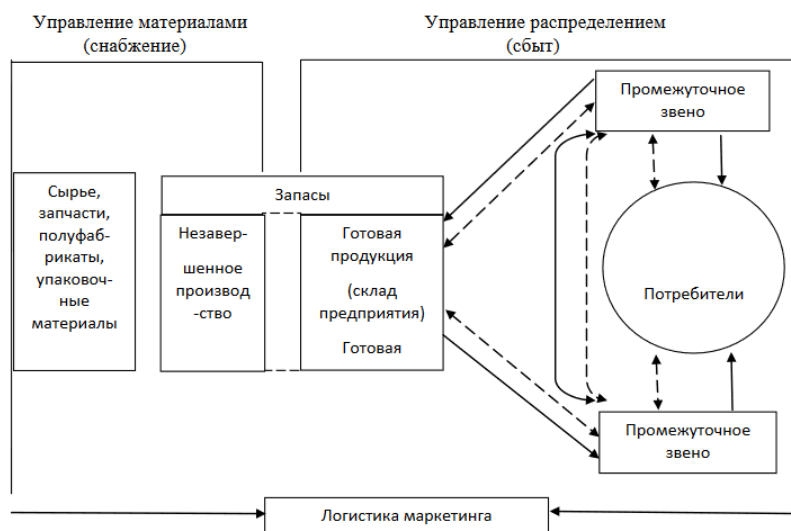 Управление материалами
(снабжение)
Управление распределением
(сбыт)
Промежуточное
звено
Сырье,
запчасти,
полуфаб-
рикаты,
упаковоч-
ные
материалы
Запасы
Незавер-
шенное
производ
-ство
Готовая
продукция
(склад
предприятия)
Готовая
Потребители
Промежуточное
звено
Логистика маркетинга